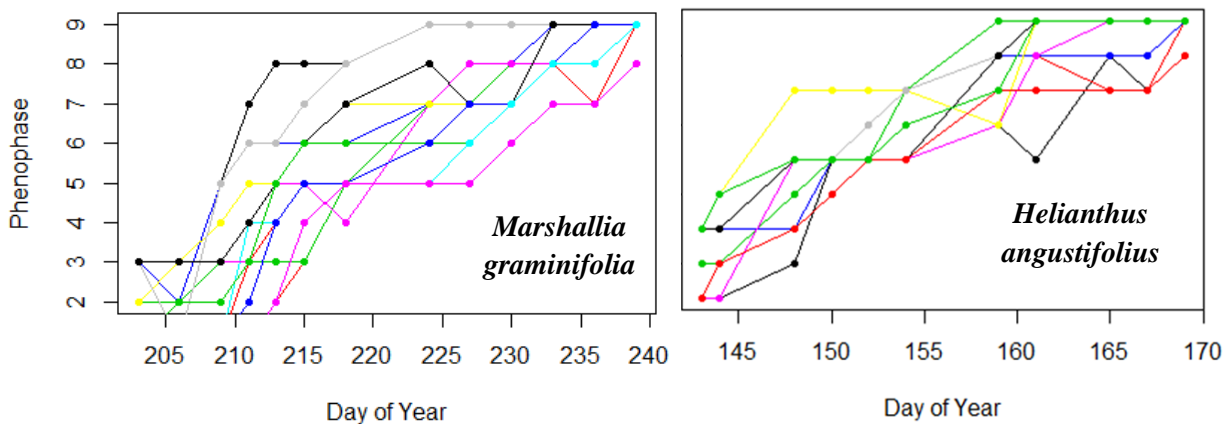 Phenophase
9
8
7
6
5
4
3
2
Marshallia
graminifolia
205 210 215 220 225 230 235 240
Day of Year
Helianthus
angustifolius
145 150 155 160 165 170
Day of Year